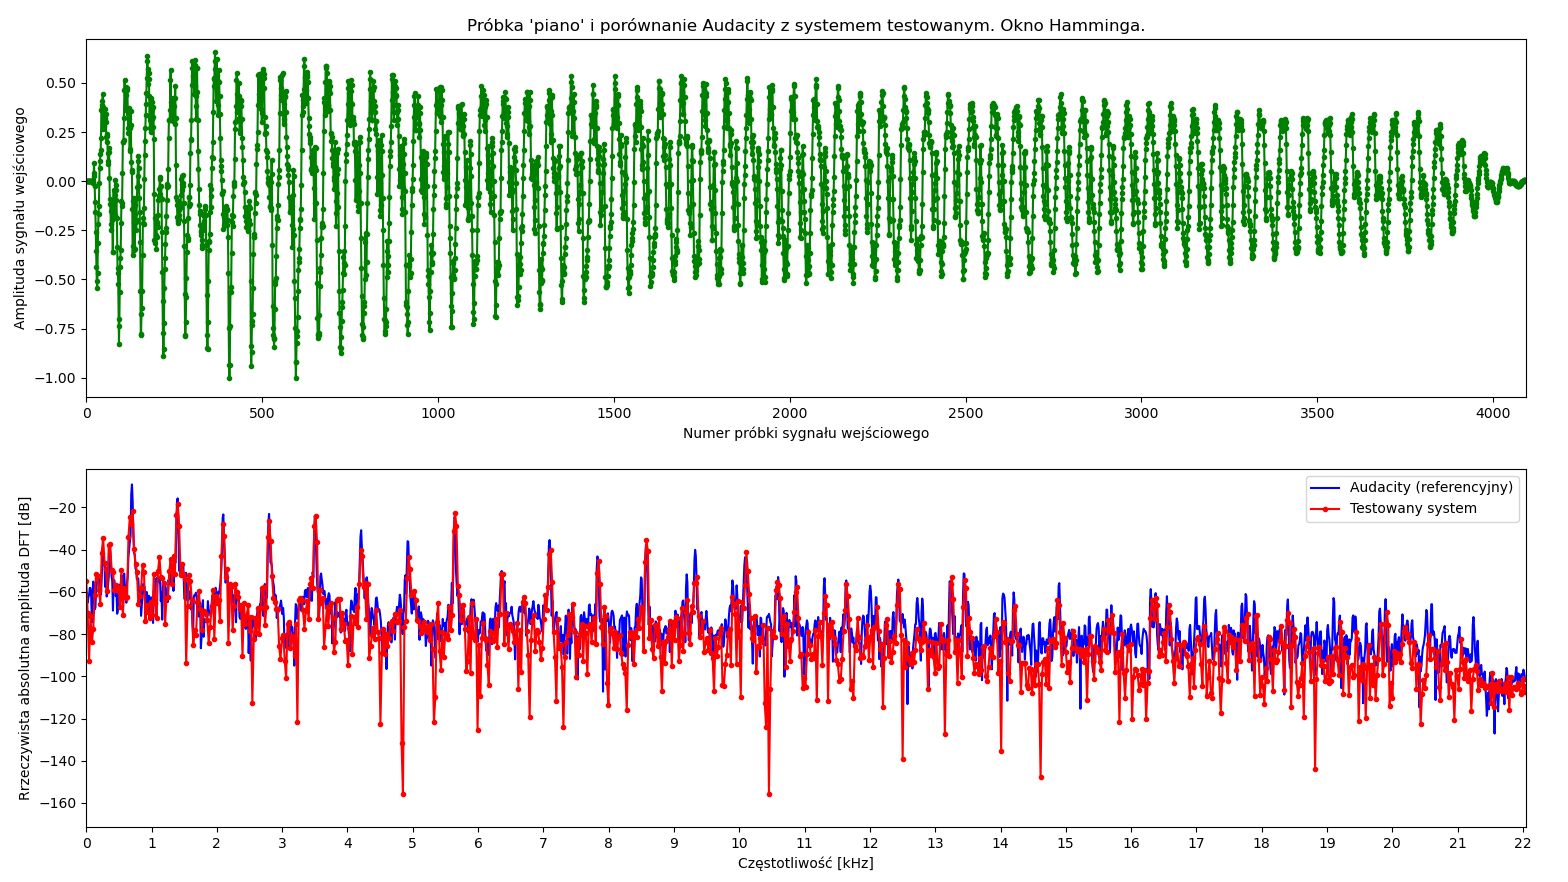 Próbka 'piano' i porównanie Audacity z systemem testowanym. Okno Hamminga.
Amplituda sygnału wejściowego
0.50
0.25
0.00
−0.25
−0.50
−0.75
−1.00
0 500 1000 1500 2000 2500 3000 3500 4000
Numer próbki sygnału wejściowego
Rrzeczywista absolutna amplituda DFT [dB]
−20
−40
−60
−80
−100
−120
−140
−160
Audacity (referencyjny)
Testowany system
0 1 2 3 4 5 6 7 8 9 10 11 12 13 14 15 16 17 18 19 20 21 22
Częstotliwość [kHz]